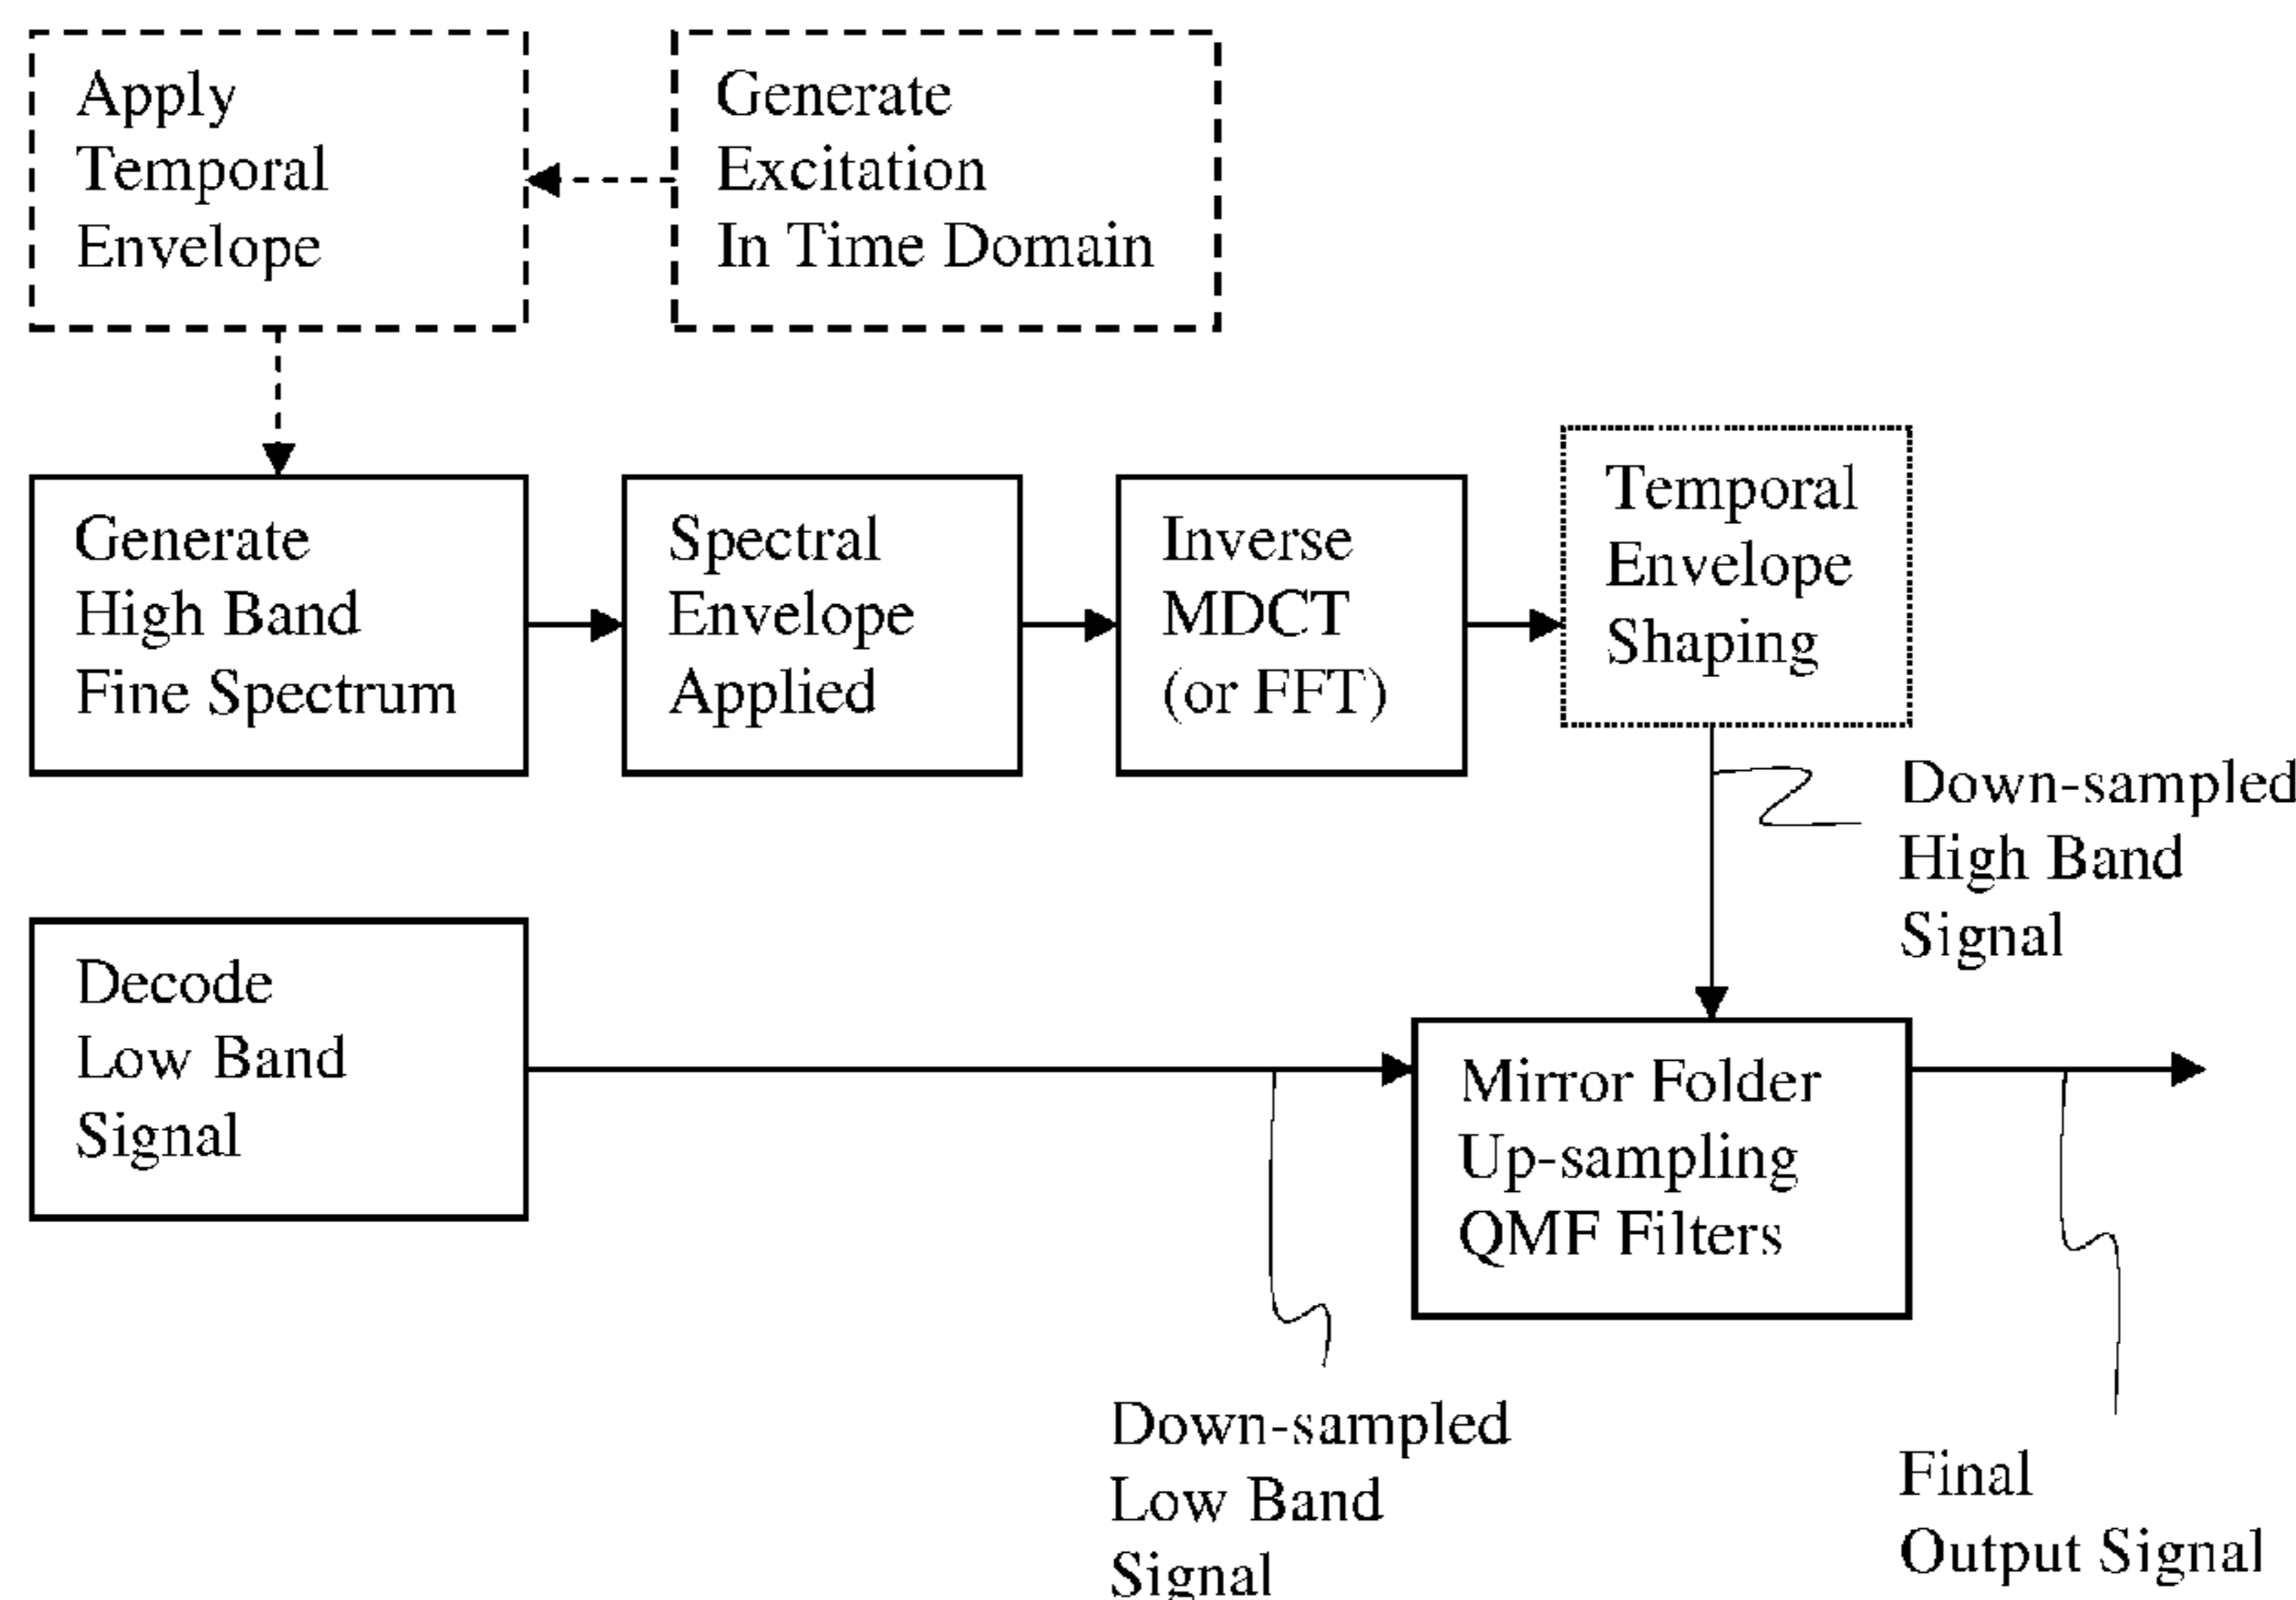 Apply
Temporal
Envelope
Generate
Excitation
In Time Domain
Generate
High Band
Fine Spectrum
Spectral
Envelope
Applied
Inverse
MDCT
(or FFT)
Temporal
Envelope
Shaping
Down-sampled
High Band
Signal
Decode
Low Band
Signal
Mirror Folder
Up-sampling
QMF Filters
Down-sampled
Low Band
Signal
Final
Output Signal